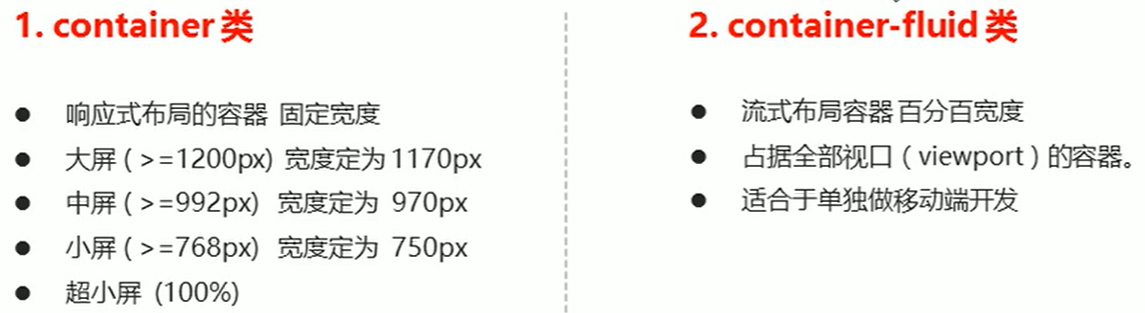 1. container类
● 响应式布局的容器 固定宽度
● 大屏 ( >=1200px) 宽度定为 1170px
● 中屏 ( >=992px) 宽度定为 970px
● 小屏 ( >=768px) 宽度定为 750px
● 超小屏 (100%)
2. container-fluid类
● 流式布局容器 百分百宽度
● 占据全部视口（viewport）的容器。
● 适合于单独做移动端开发